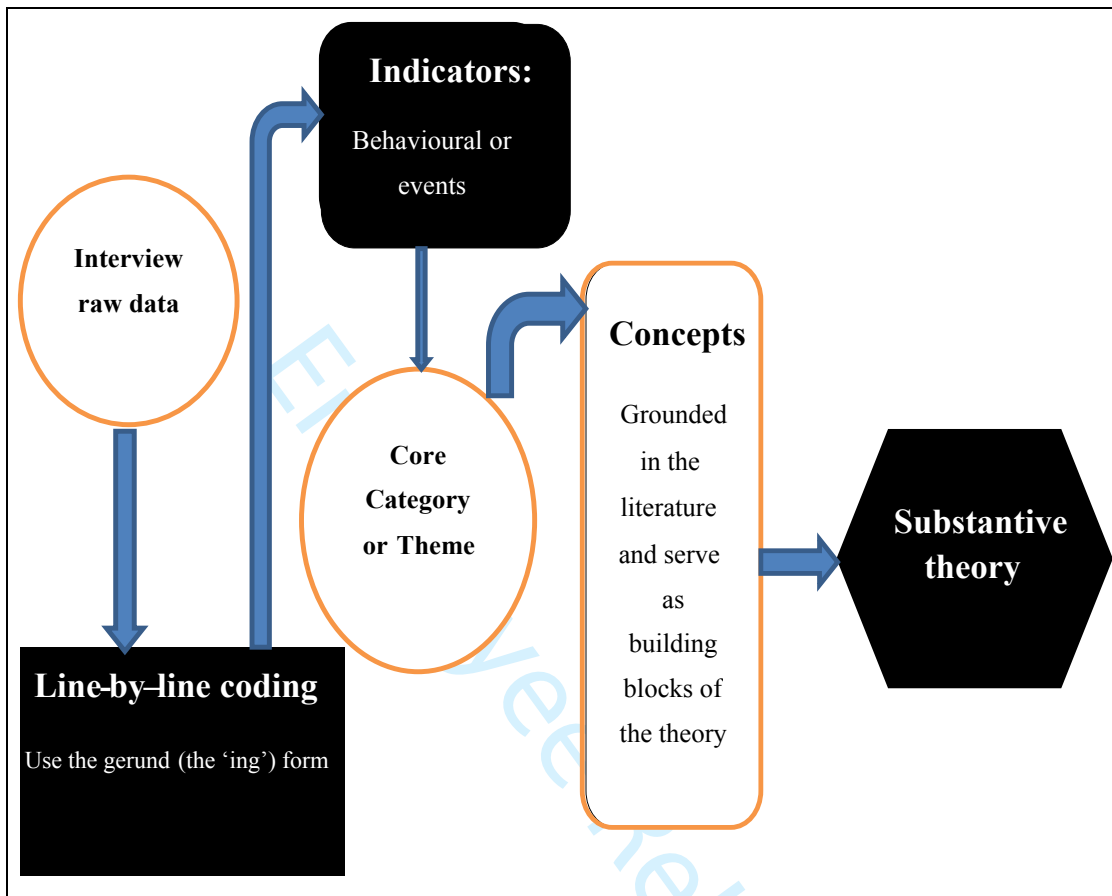 Interview
raw data
Line-by–line coding
Use the gerund (the ‘ing’) form
Indicators:
Behavioural or
events
Core
Category
or Theme
Concepts
Grounded
in the
literature
and serve
as
building
blocks of
the theory
Substantive
theory